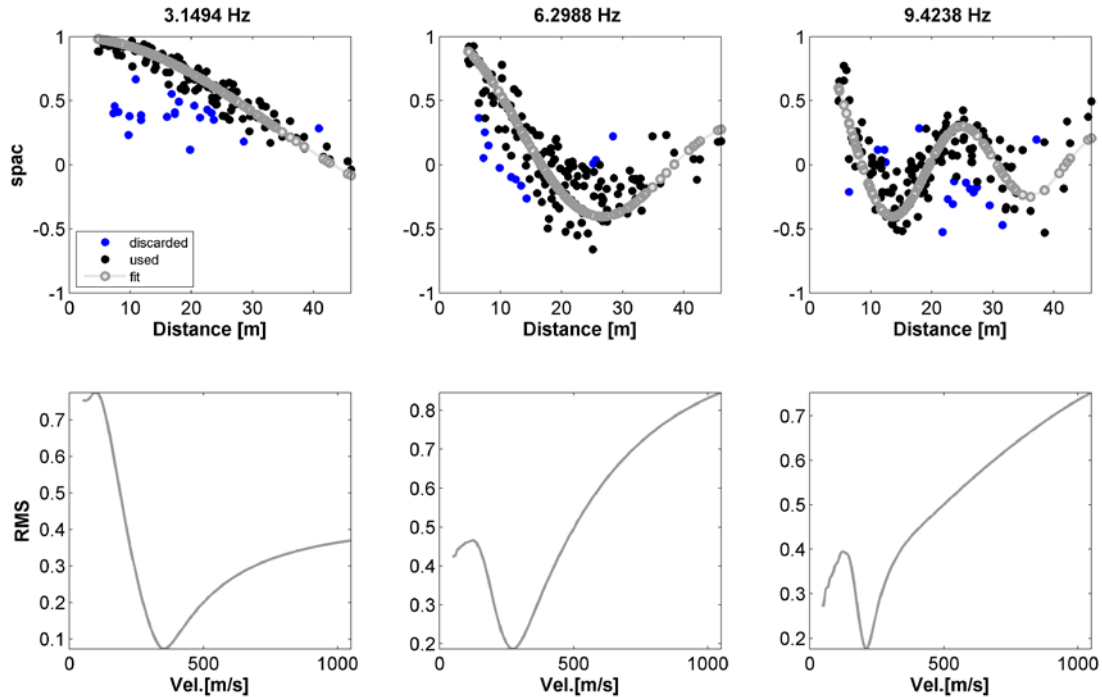 3.1494 Hz
6.2988 Hz
9.4238 Hz
1
0.5
0
-0.5
-1
spac
discarded
used
fit
0 10 20 30 40
Distance [m]
1
0.5
0
-0.5
-1
0 10 20 30 40
Distance [m]
1
0.5
0
-0.5
-1
0 10 20 30 40
Distance [m]
0.7
0.6
0.5
0.4
0.3
0.2
0.1
RMS
0 500 1000
Vel.[m/s]
0.8
0.7
0.6
0.5
0.4
0.3
0.2
0 500 1000
Vel.[m/s]
0.7
0.6
0.5
0.4
0.3
0.2
0 500 1000
Vel.[m/s]